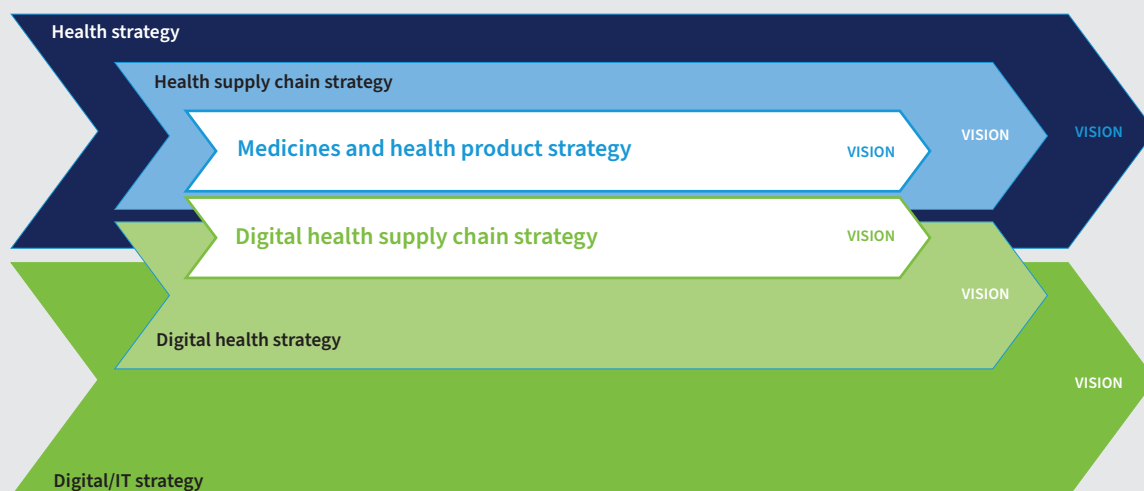 Health strategy
Health supply chain strategy
VISION
VISION
Medicines and health product strategy
VISION
Digital health supply chain strategy
VISION
VISION
Digital health strategy
VISION
Digital/IT strategy